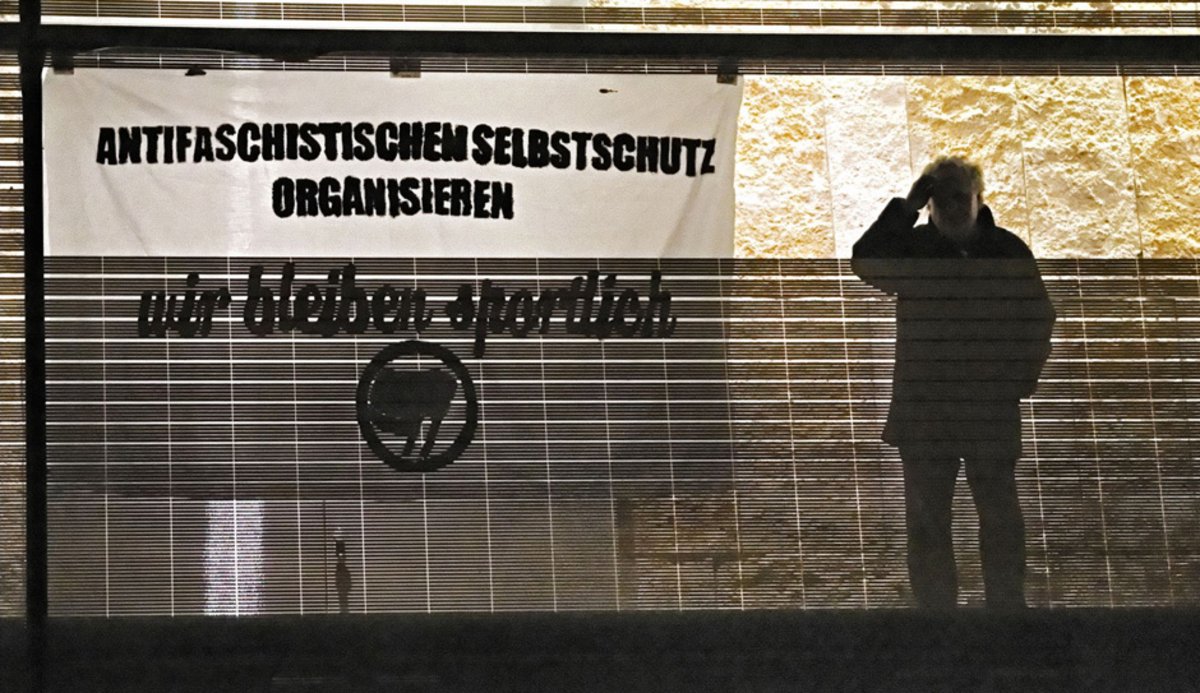 ANTIFASCHISTISCHEN SELBSTSCHUTZ
ORGANISIEREN
wir bleiben sportlich